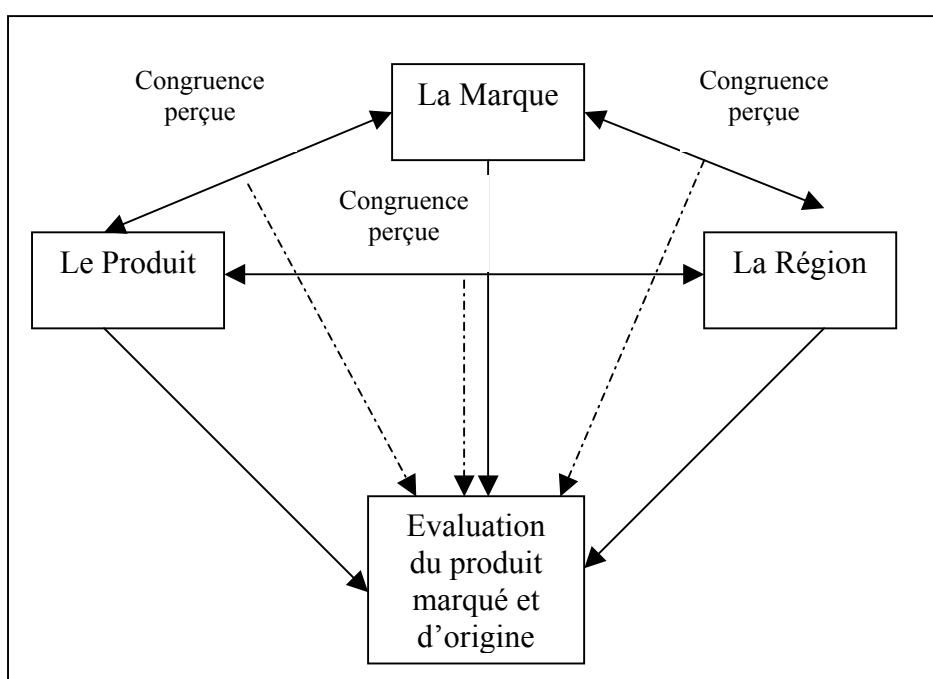 Congruence
perçue
La Marque
Congruence
perçue
Congruence
perçue
Le Produit
La Région
Evaluation
du produit
marqué et
d’origine